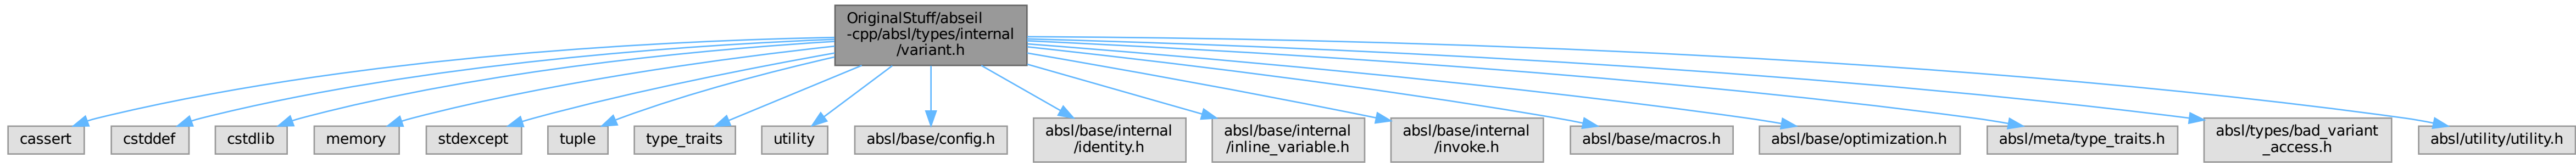 OriginalStuff/abseil
-cpp/absl/types/internal
/variant.h
cassert
cstddef
cstdlib
memory
stdexcept
tuple
type_traits
utility
absl/base/config.h
absl/base/internal
/identity.h
absl/base/internal
/inline_variable.h
absl/base/internal
/invoke.h
absl/base/macros.h
absl/base/optimization.h
absl/meta/type_traits.h
absl/types/bad_variant
_access.h
absl/utility/utility.h